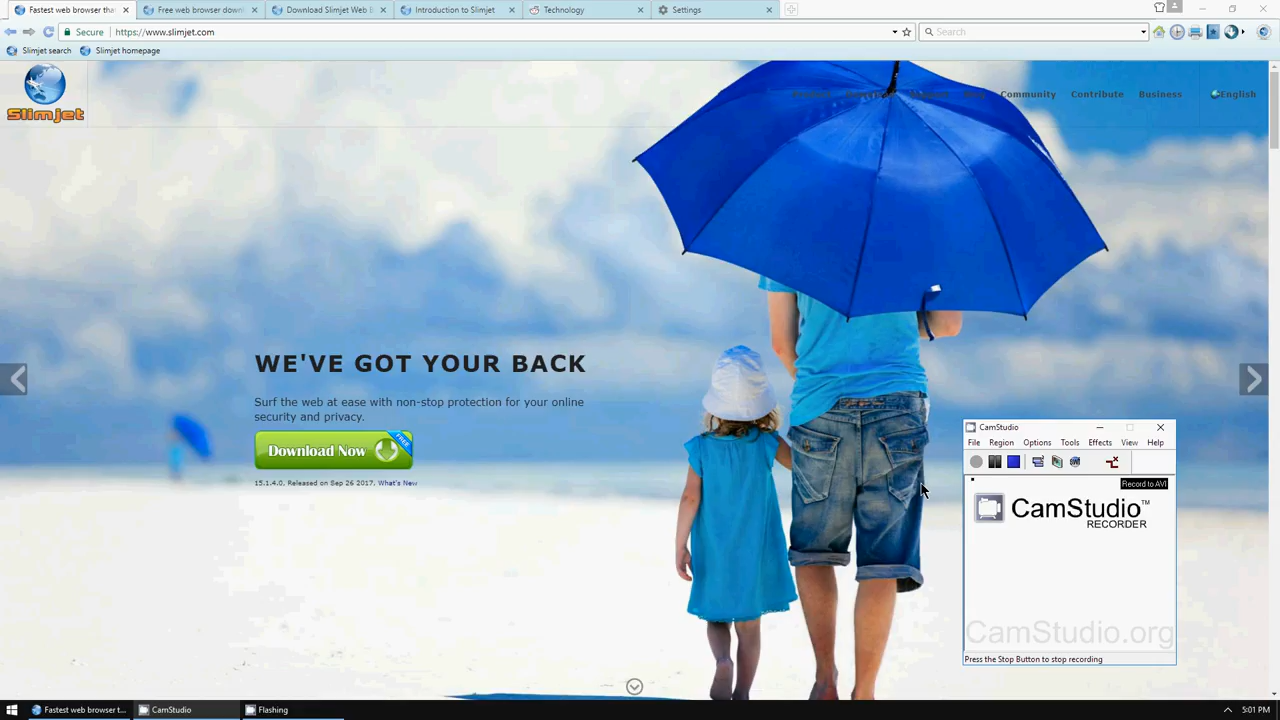 Fastest web browser tha
Free web browser down
Download Slimjet Web B
Introduction to Slimjet
Technology
Settings
Secure
https://www.slimjet.com
Search
Slimjet search
Slimjet homepage
Slimjet
Community
Contribute
Business
English
WE'VE GOT YOUR BACK
Surf the web at ease with non-stop protection for your online
security and privacy.
Download Now
FREE
15.1.4.0, Released on Sep 26 2017. What's New
CamStudio
File Region Options Tools Effects View Help
Record to AVI
CamStudio™
RECORDER
CamStudio.org
Press the Stop Button to stop recording
Fastest web browser t...
CamStudio
Flashing
5:01 PM